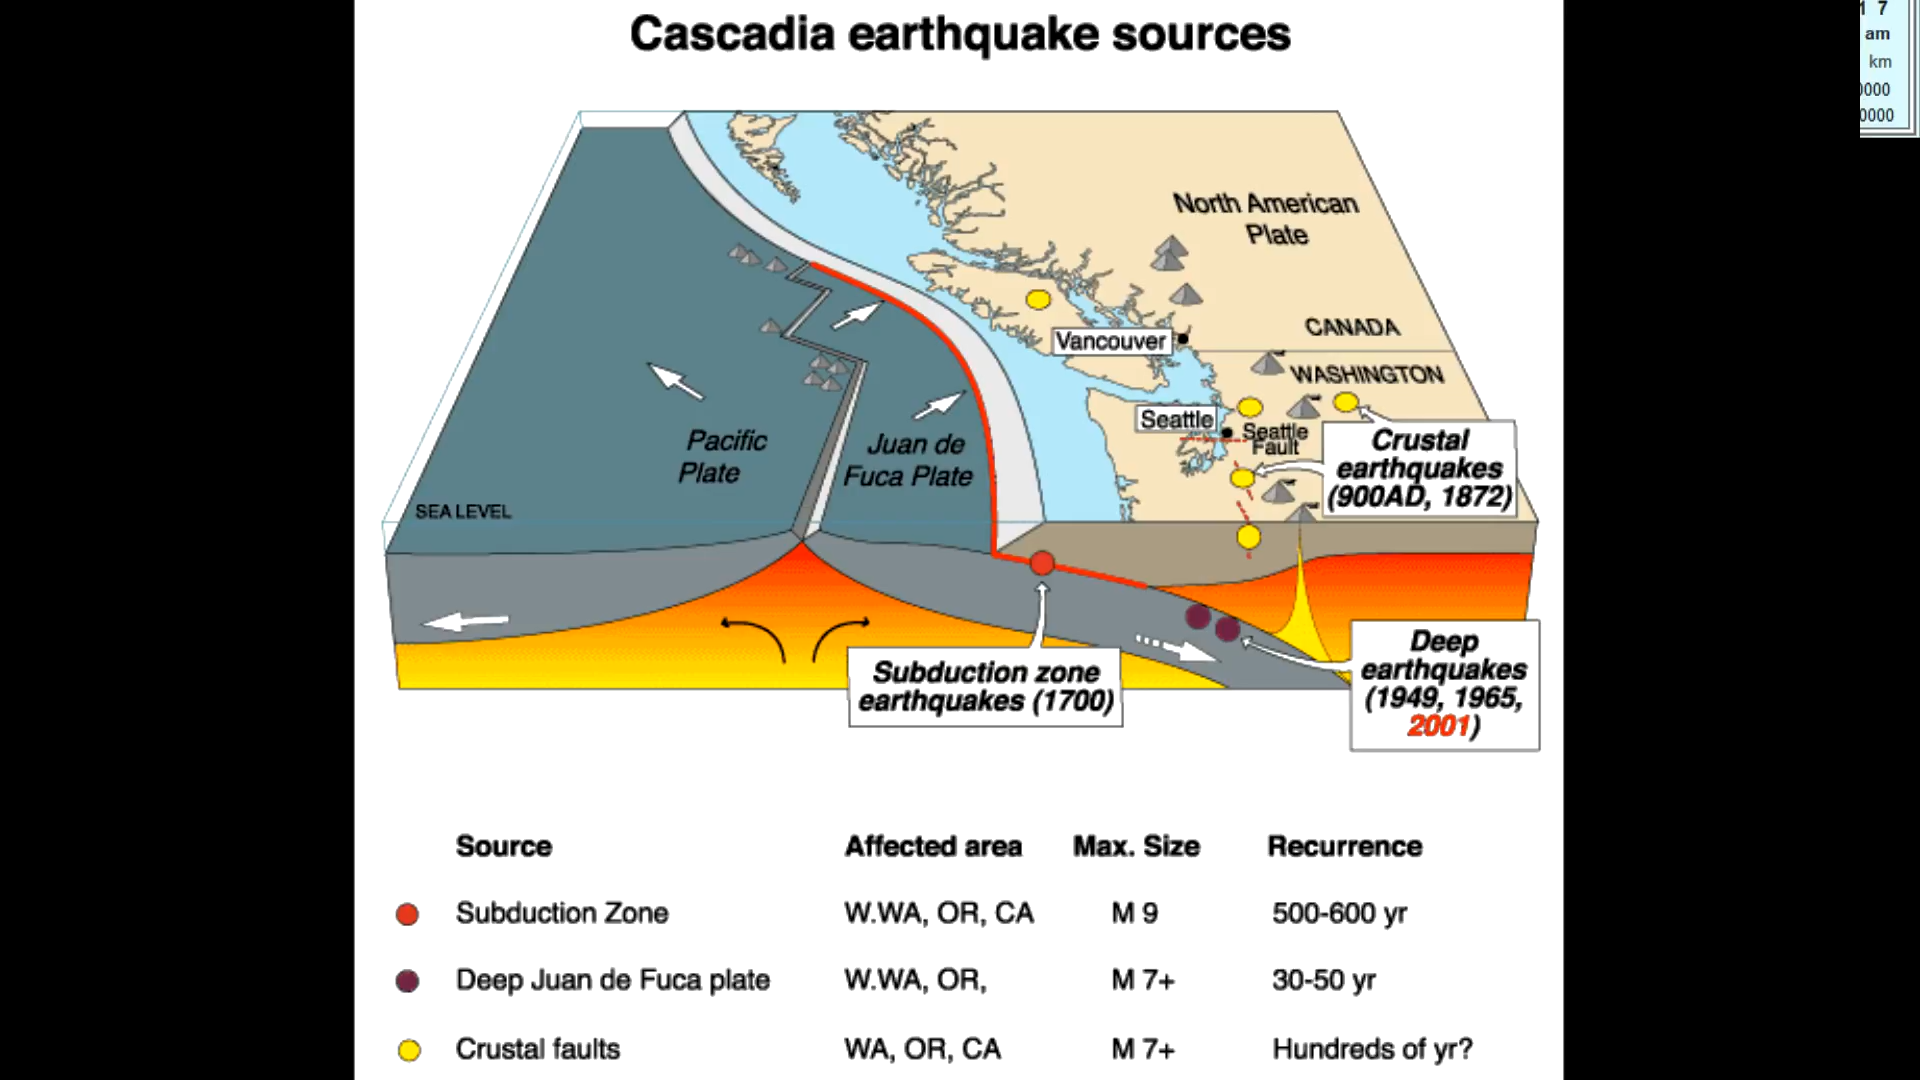 Cascadia earthquake sources
7
am
km
0000
0000
North American
Plate
CANADA
Vancouver
WASHINGTON
Seattle
Seattle
Fault
Crustal
earthquakes
(900AD, 1872)
Pacific
Plate
Juan de
Fuca Plate
SEA LEVEL
Subduction zone
earthquakes (1700)
Deep
earthquakes
(1949, 1965,
2001)
Source Affected area Max. Size Recurrence
Subduction Zone W.WA, OR, CA M 9 500-600 yr
Deep Juan de Fuca plate W.WA, OR, M 7+ 30-50 yr
Crustal faults WA, OR, CA M 7+ Hundreds of yr?